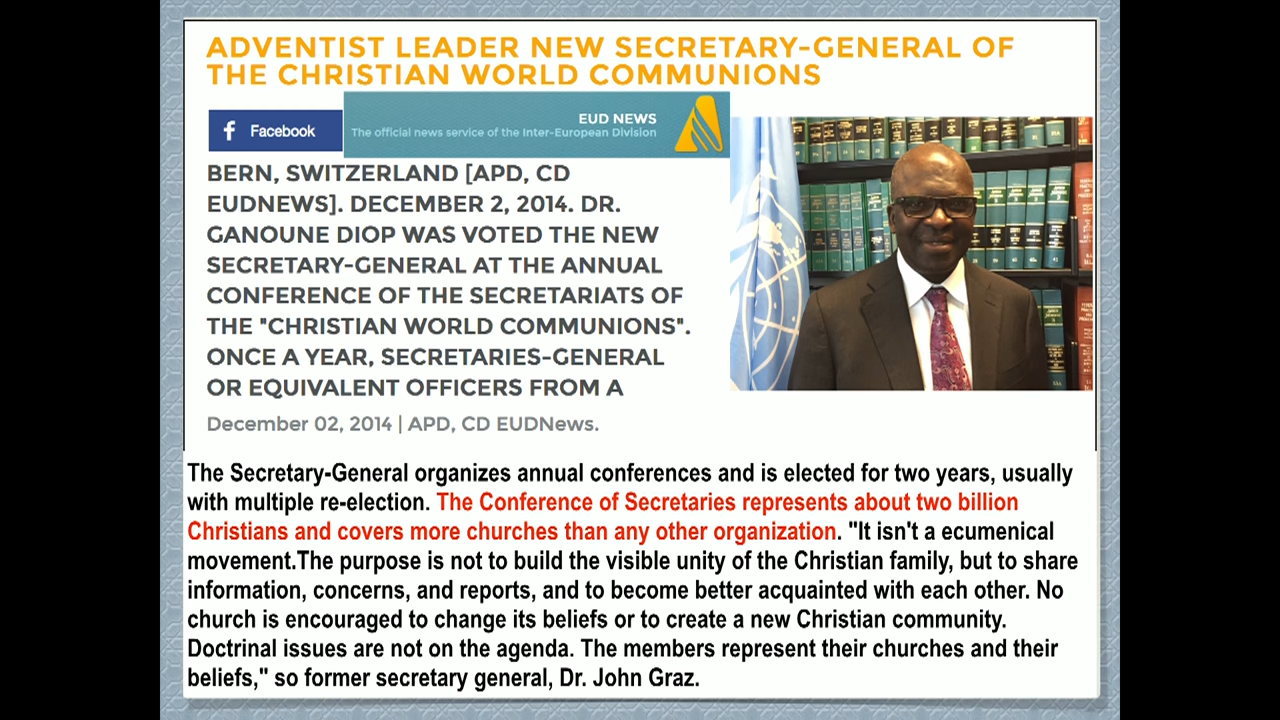 ADVENTIST LEADER NEW SECRETARY-GENERAL OF
THE CHRISTIAN WORLD COMMUNIONS
Facebook
EUD NEWS
The official news service of the Inter-European Division
BERN, SWITZERLAND [APD, CD
EUDNEWS]. DECEMBER 2, 2014. DR.
GANOUNE DIOP WAS VOTED THE NEW
SECRETARY-GENERAL AT THE ANNUAL
CONFERENCE OF THE SECRETARIATS OF
THE "CHRISTIAN WORLD COMMUNIONS".
ONCE A YEAR, SECRETARIES-GENERAL
OR EQUIVALENT OFFICERS FROM A
December 02, 2014 | APD, CD EUDNews.
The Secretary-General organizes annual conferences and is elected for two years, usually
with multiple re-election. The Conference of Secretaries represents about two billion
Christians and covers more churches than any other organization. "It isn't a ecumenical
movement.The purpose is not to build the visible unity of the Christian family, but to share
information, concerns, and reports, and to become better acquainted with each other. No
church is encouraged to change its beliefs or to create a new Christian community.
Doctrinal issues are not on the agenda. The members represent their churches and their
beliefs," so former secretary general, Dr. John Graz.